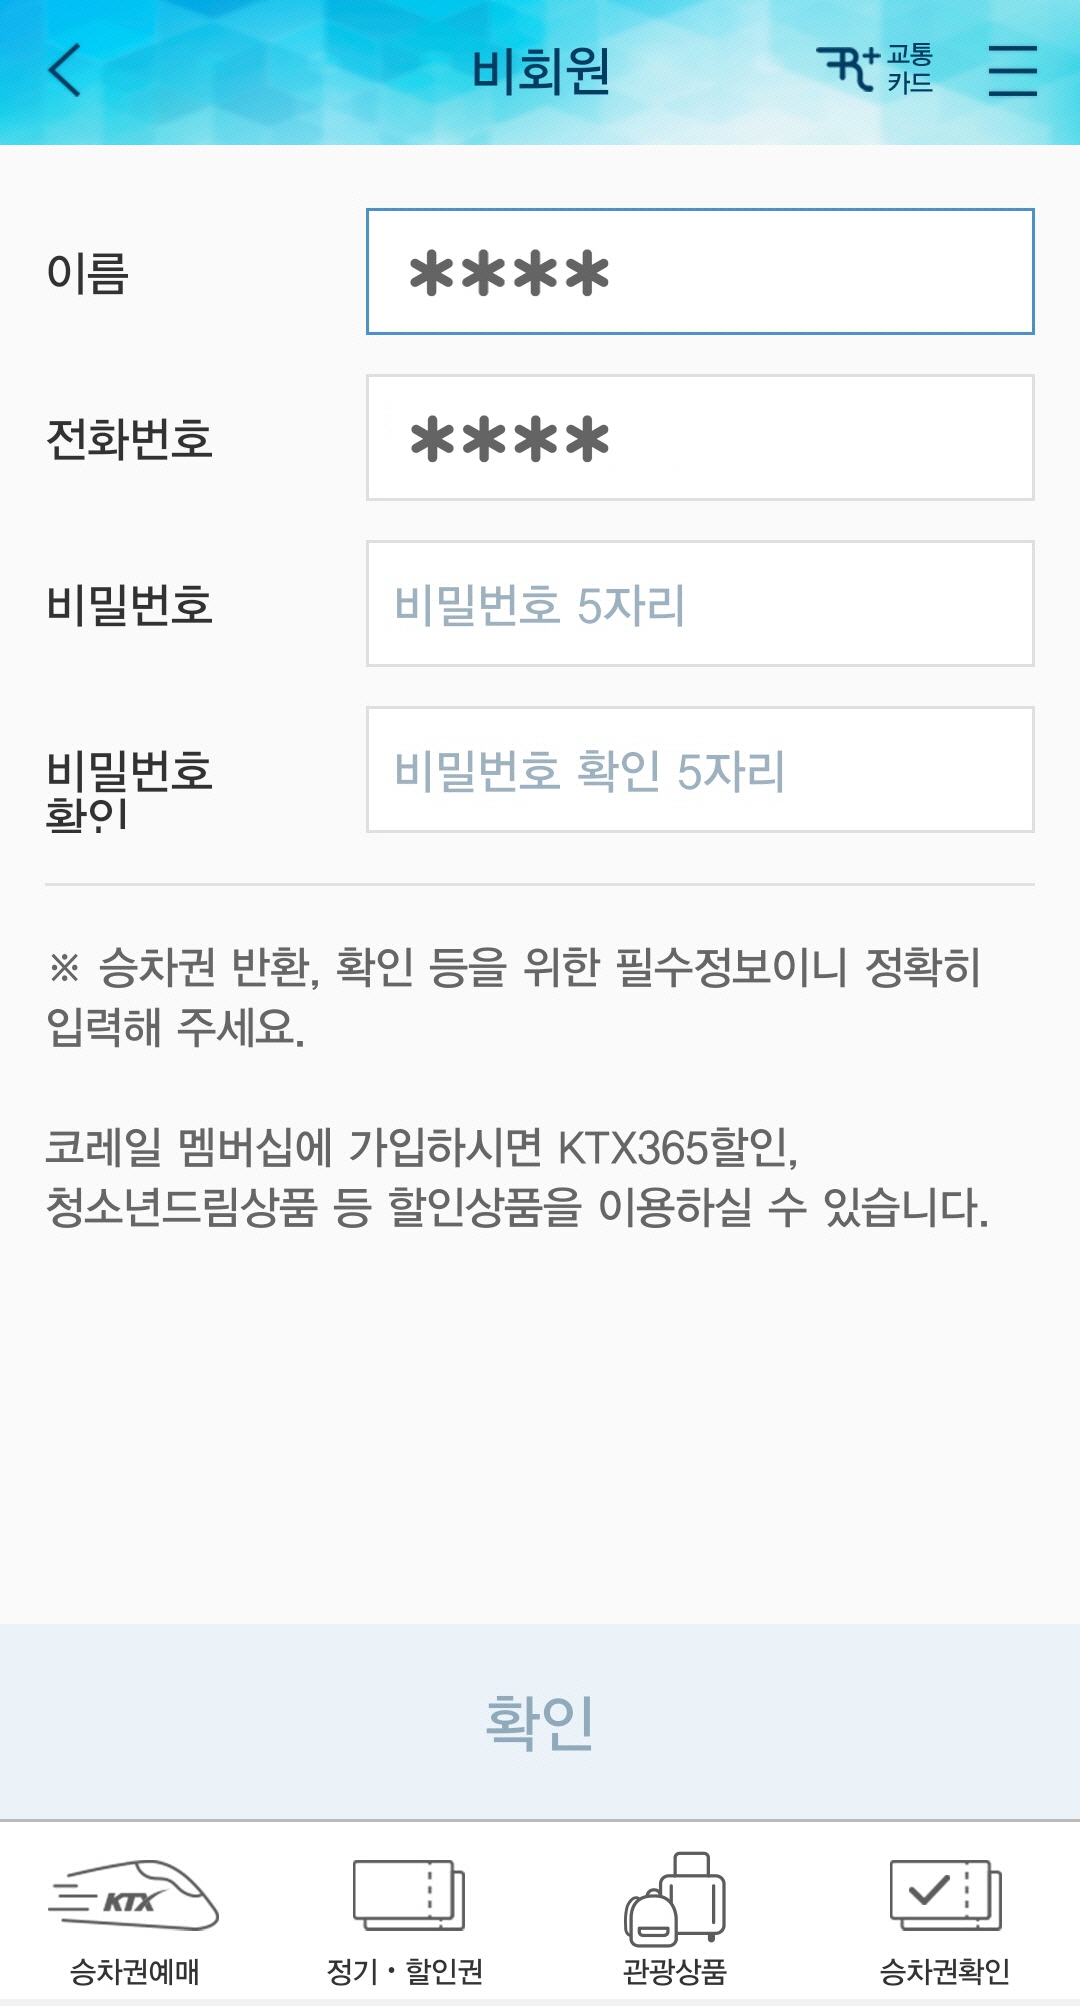 비회원
R+ 교통
카드
이름
****
전화번호
****
비밀번호
비밀번호 5자리
비밀번호
확인
비밀번호 확인 5자리
※ 승차권 반환, 확인 등을 위한 필수정보이니 정확히
입력해 주세요.
코레일 멤버십에 가입하시면 KTX365할인,
청소년드림상품 등 할인상품을 이용하실 수 있습니다.
확인
KTX
승차권예매
정기·할인권
관광상품
승차권확인